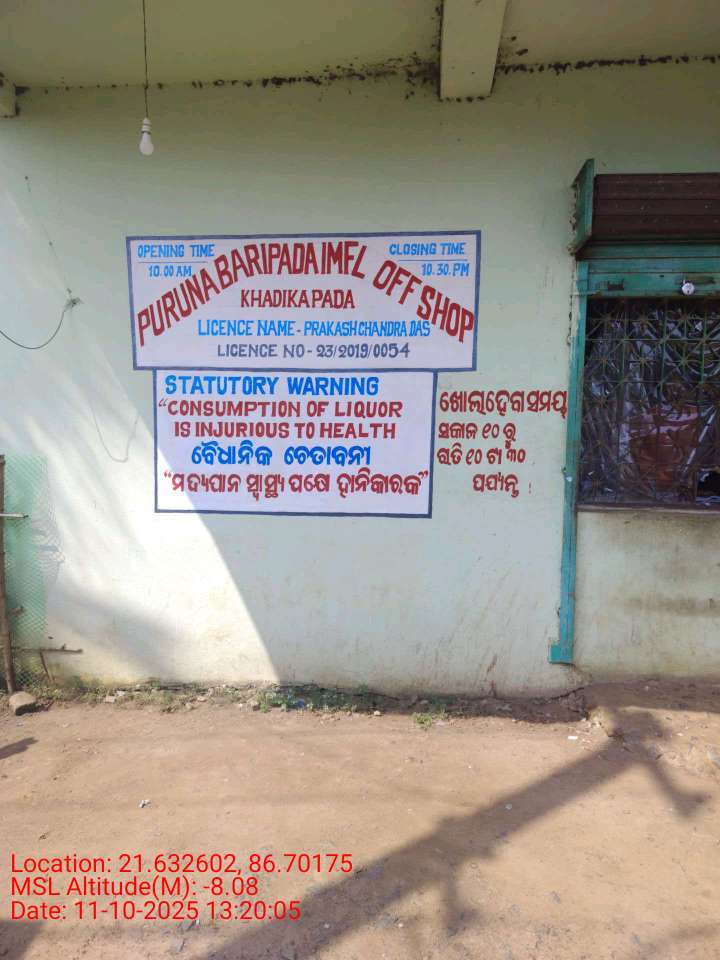 OPENING TIME
10.00 AM
CLOSING TIME
10.30.PM
PURUNA BARIPADA IMFL OFF SHOP
KHADIKAPADA
LICENCE NAME - PRAKASH CHANDRA DAS
LICENCE NO - 23/2019/0054
STATUTORY WARNING
"CONSUMPTION OF LIQUOR
IS INJURIOUS TO HEALTH
ବୈଧାନିକ ଚେତାବନୀ
"ମଦ୍ୟପାନ ସ୍ୱାସ୍ଥ୍ୟ ପକ୍ଷେ ହାନିକାରକ"
ଖୋଲାହେବାସମୟ
ସକାଳ ୧୦ ରୁ
ରାତି ୧୦ ଟା ୩୦
ପର୍ଯ୍ୟନ୍ତ
Location: 21.632602, 86.70175
MSL Altitude(M): -8.08
Date: 11-10-2025 13:20:05